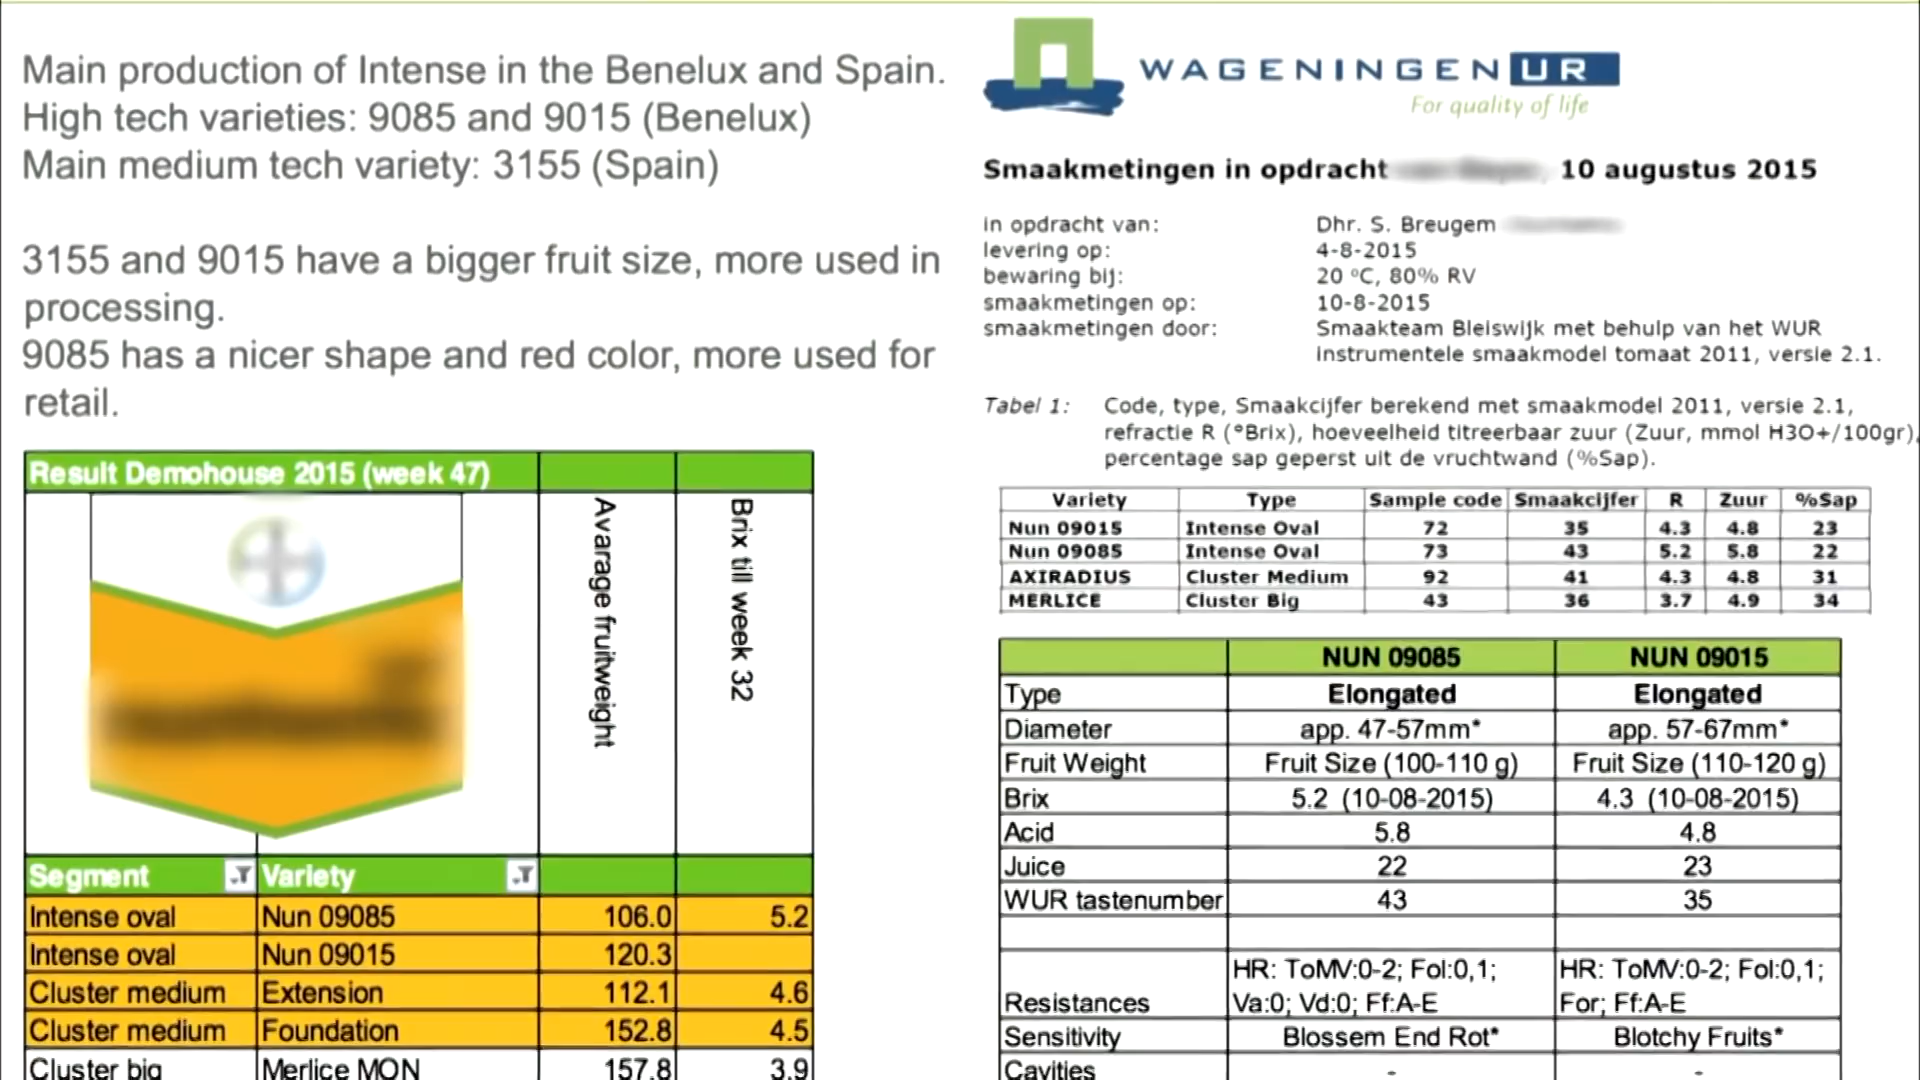 Main production of Intense in the Benelux and Spain.
High tech varieties: 9085 and 9015 (Benelux)
Main medium tech variety: 3155 (Spain)
3155 and 9015 have a bigger fruit size, more used in
processing.
9085 has a nicer shape and red color, more used for
retail.
Result Demohouse 2015 (week 47)
Avarage fruitweight
Brix till week 32
Segment Variety
Intense oval Nun 09085 106.0 5.2
Intense oval Nun 09015 120.3
Cluster medium Extension 112.1 4.6
Cluster medium Foundation 152.8 4.5
Cluster big Merlice MON 157.8 3.9
WAGENINGEN UR
For quality of life
Smaakmetingen in opdracht 10 augustus 2015
in opdracht van: Dhr. S. Breugem
levering op: 4-8-2015
bewaring bij: 20 °C, 80% RV
smaakmetingen op: 10-8-2015
smaakmetingen door: Smaakteam Bleiswijk met behulp van het WUR
instrumentele smaakmodel tomaat 2011, versie 2.1.
Tabel 1: Code, type, Smaakcijfer berekend met smaakmodel 2011, versie 2.1,
refractie R (°Brix), hoeveelheid titreerbaar zuur (Zuur, mmol H3O+/100gr),
percentage sap geperst uit de vruchtwand (%Sap).
Variety Type Sample code Smaakcijfer R Zuur %Sap
Nun 09015 Intense Oval 72 35 4.3 4.8 23
Nun 09085 Intense Oval 73 43 5.2 5.8 22
AXIRADIUS Cluster Medium 92 41 4.3 4.8 31
MERLICE Cluster Big 43 36 3.7 4.9 34
NUN 09085 NUN 09015
Type Elongated Elongated
Diameter app. 47-57mm* app. 57-67mm*
Fruit Weight Fruit Size (100-110 g) Fruit Size (110-120 g)
Brix 5.2 (10-08-2015) 4.3 (10-08-2015)
Acid 5.8 4.8
Juice 22 23
WUR tastenumber 43 35
Resistances HR: ToMV:0-2; Fol:0,1; Va:0; Vd:0; Ff:A-E HR: ToMV:0-2; Fol:0,1; For; Ff:A-E
Sensitivity Blossem End Rot* Blotchy Fruits*
Cavities - -